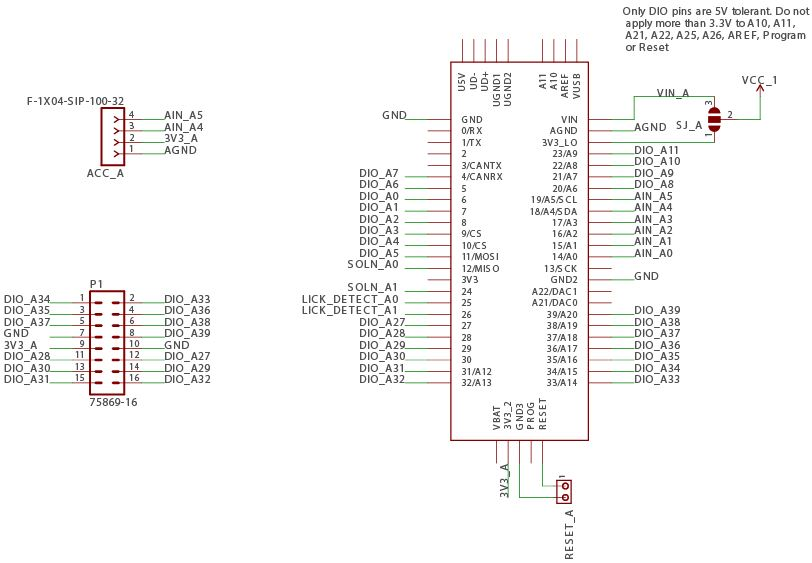 Only DIO pins are 5V tolerant. Do not
apply more than 3.3V to A10, A11,
A21, A22, A25, A26, AREF, Program
or Reset
F-1X04-SIP-100-32
4 AIN_A5
3 AIN_A4
2 3V3_A
1 AGND
ACC_A
P1
DIO_A34 1 2 DIO_A33
DIO_A35 3 4 DIO_A36
DIO_A37 5 6 DIO_A38
GND 7 8 DIO_A39
3V3_A 9 10 GND
DIO_A28 11 12 DIO_A27
DIO_A30 13 14 DIO_A29
DIO_A31 15 16 DIO_A32
75869-16
U5V
UD-
UD+
UGND1
UGND2
A11
A10
AREF
VUSB
GND GND VIN VIN_A
0/RX AGND AGND
1/TX 3V3_LO
2 23/A9 DIO_A11
3/CANTX 22/A8 DIO_A10
DIO_A7 4/CANRX 21/A7 DIO_A9
DIO_A6 5 20/A6 DIO_A8
DIO_A0 6 19/A5/SCL AIN_A5
DIO_A1 7 18/A4/SDA AIN_A4
DIO_A2 8 17/A3 AIN_A3
DIO_A3 9/CS 16/A2 AIN_A2
DIO_A4 10/CS 15/A1 AIN_A1
DIO_A5 11/MOSI 14/A0 AIN_A0
SOLN_A0 12/MISO 13/SCK
3V3 GND2 GND
SOLN_A1 24 A22/DAC1
LICK_DETECT_A0 25 A21/DAC0
LICK_DETECT_A1 26 39/A20 DIO_A39
DIO_A27 27 38/A19 DIO_A38
DIO_A28 28 37/A18 DIO_A37
DIO_A29 29 36/A17 DIO_A36
DIO_A30 30 35/A16 DIO_A35
DIO_A31 31/A12 34/A15 DIO_A34
DIO_A32 32/A13 33/A14 DIO_A33
VBAT
3V3_2
GND3
PROG
RESET
VCC_1
3
2
SJ_A
1
3V3_A
1
RESET_A